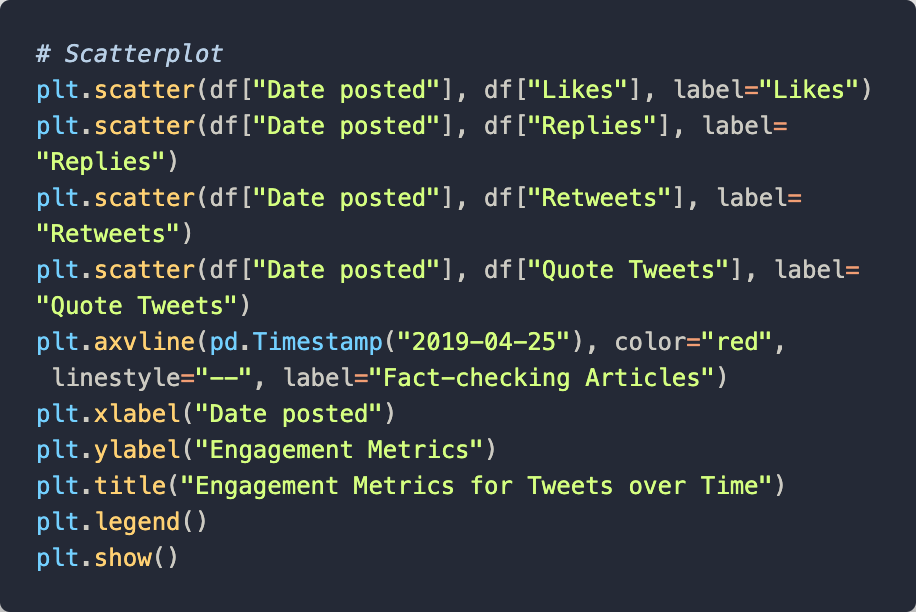 # Scatterplot
plt.scatter(df["Date posted"], df["Likes"], label="Likes")
plt.scatter(df["Date posted"], df["Replies"], label=
"Replies")
plt.scatter(df["Date posted"], df["Retweets"], label=
"Retweets")
plt.scatter(df["Date posted"], df["Quote Tweets"], label=
"Quote Tweets")
plt.axvline(pd.Timestamp("2019-04-25"), color="red",
 linestyle="--", label="Fact-checking Articles")
plt.xlabel("Date posted")
plt.ylabel("Engagement Metrics")
plt.title("Engagement Metrics for Tweets over Time")
plt.legend()
plt.show()